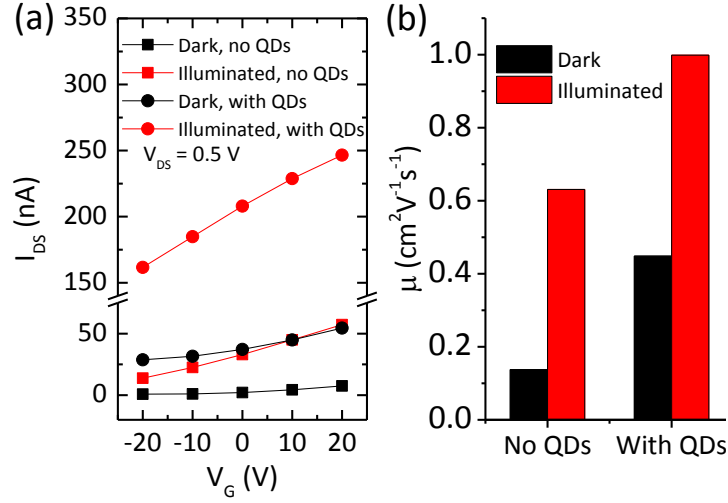 (a)
350
300
250
200
150
50
0
I_DS (nA)
Dark, no QDs
Illuminated, no QDs
Dark, with QDs
Illuminated, with QDs
V_DS = 0.5 V
-20 -10 0 10 20
V_G (V)
(b)
1.0
0.8
0.6
0.4
0.2
0.0
μ (cm²V⁻¹s⁻¹)
Dark
Illuminated
No QDs With QDs